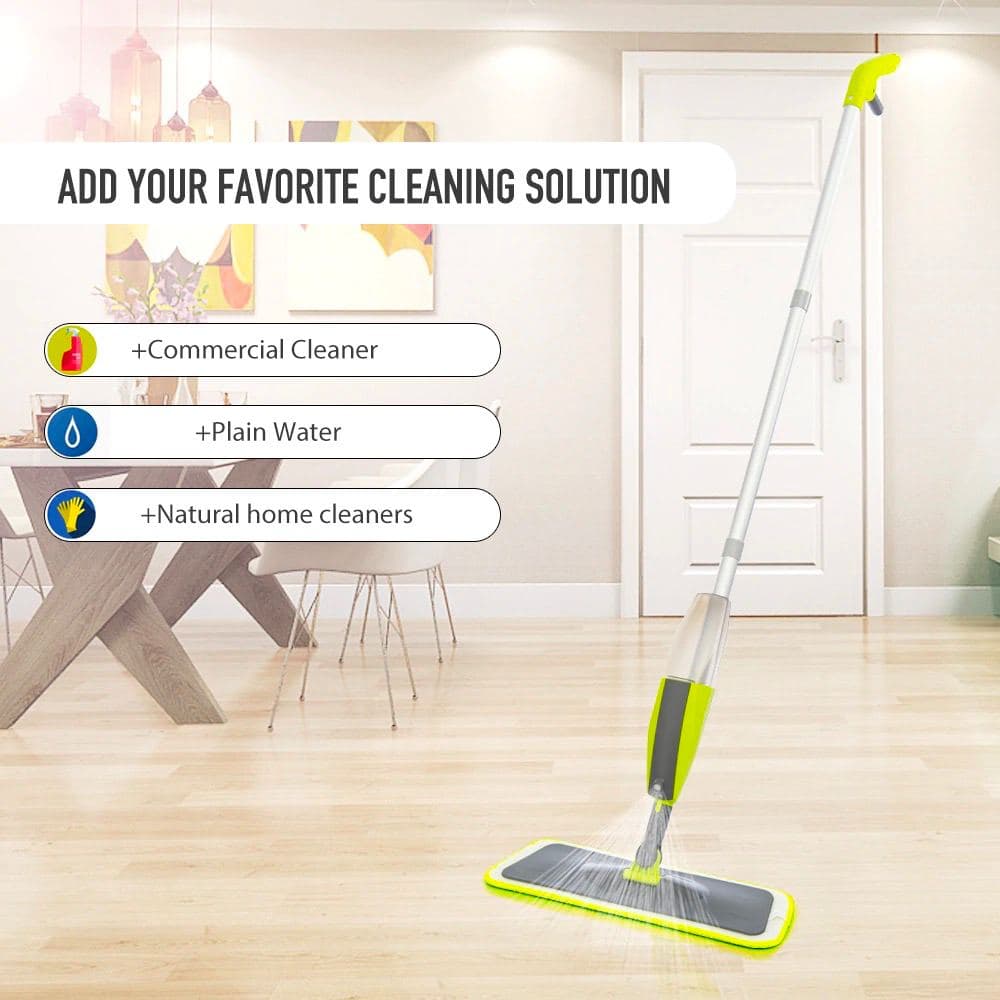 ADD YOUR FAVORITE CLEANING SOLUTION
+Commercial Cleaner
+Plain Water
+Natural home cleaners